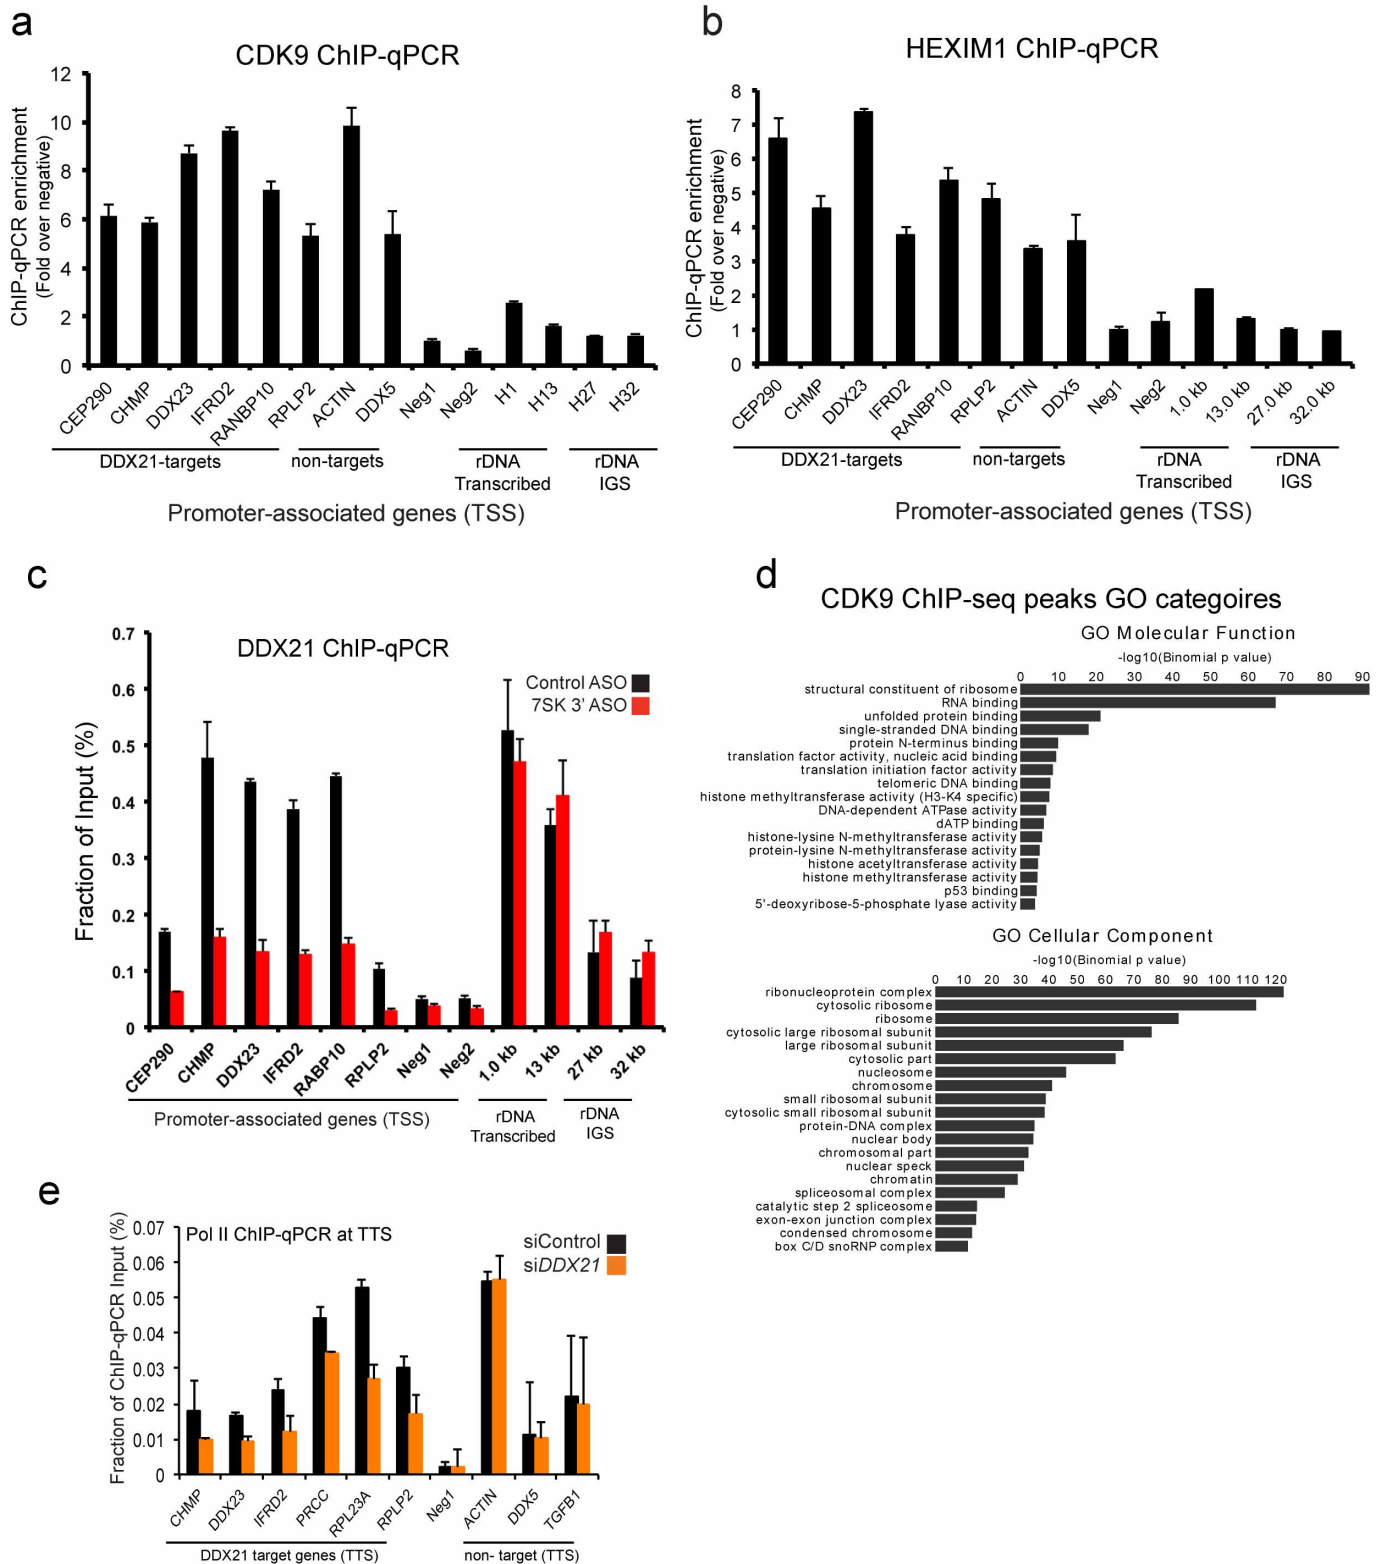 a
CDK9 ChIP-qPCR
ChIP-qPCR enrichment
(Fold over negative)
12
10
8
6
4
2
0
CEP290
CHMP
DDX23
IFRD2
RANBP10
RPLP2
ACTIN
DDX5
Neg1
Neg2
H1
H13
H27
H32
DDX21-targets
non-targets
rDNA
Transcribed
rDNA
IGS
Promoter-associated genes (TSS)
b
HEXIM1 ChIP-qPCR
ChIP-qPCR enrichment
(Fold over negative)
8
7
6
5
4
3
2
1
0
CEP290
CHMP
DDX23
IFRD2
RANBP10
RPLP2
ACTIN
DDX5
Neg1
Neg2
1.0 kb
13.0 kb
27.0 kb
32.0 kb
DDX21-targets
non-targets
rDNA
Transcribed
rDNA
IGS
Promoter-associated genes (TSS)
c
DDX21 ChIP-qPCR
Control ASO
7SK 3' ASO
Fraction of Input (%)
0.7
0.6
0.5
0.4
0.3
0.2
0.1
0
CEP290
CHMP
DDX23
IFRD2
RABP10
RPLP2
Neg1
Neg2
1.0 kb
13 kb
27 kb
32 kb
Promoter-associated genes (TSS)
rDNA
Transcribed
rDNA
IGS
d
CDK9 ChIP-seq peaks GO categoires
GO Molecular Function
-log10(Binomial p value)
0 10 20 30 40 50 60 70 80 90
structural constituent of ribosome
RNA binding
unfolded protein binding
single-stranded DNA binding
protein N-terminus binding
translation factor activity, nucleic acid binding
translation initiation factor activity
telomeric DNA binding
histone methyltransferase activity (H3-K4 specific)
DNA-dependent ATPase activity
dATP binding
histone-lysine N-methyltransferase activity
protein-lysine N-methyltransferase activity
histone acetyltransferase activity
histone methyltransferase activity
p53 binding
5'-deoxyribose-5-phosphate lyase activity
GO Cellular Component
-log10(Binomial p value)
0 10 20 30 40 50 60 70 80 90 100 110 120
ribonucleoprotein complex
cytosolic ribosome
ribosome
cytosolic large ribosomal subunit
large ribosomal subunit
cytosolic part
nucleosome
chromosome
small ribosomal subunit
cytosolic small ribosomal subunit
protein-DNA complex
nuclear body
chromosomal part
nuclear speck
chromatin
spliceosomal complex
catalytic step 2 spliceosome
exon-exon junction complex
condensed chromosome
box C/D snoRNP complex
e
Pol II ChIP-qPCR at TTS
siControl
siDDX21
Fraction of ChIP-qPCR Input (%)
0.07
0.06
0.05
0.04
0.03
0.02
0.01
0
CHMP
DDX23
IFRD2
PRCC
RPL23A
RPLP2
Neg1
ACTIN
DDX5
TGFB1
DDX21 target genes (TTS)
non- target (TTS)